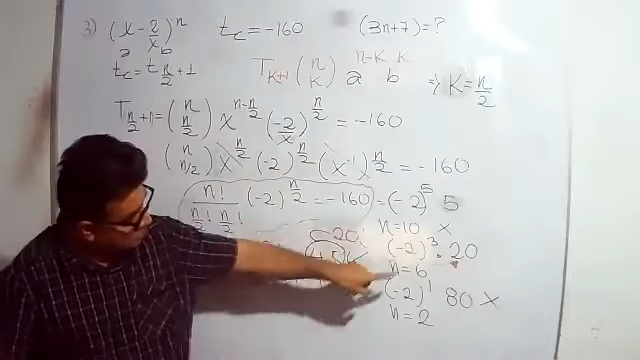 3) (x - 2/x)^n t_c = -160 (3n+7) = ?
a b
t_c = t_{n/2 + 1} T_{K+1} (n K) a^{n-K} b^K ⇒ K = n/2
T_{n/2 + 1} = (n n/2) x^{n - n/2} (-2/x)^{n/2} = -160
(n n/2) x^{n/2} (-2)^{n/2} (x^{-1})^{n/2} = -160
n!/(n/2! n/2!) (-2)^{n/2} = -160 = (-2)^5 5
n = 10 x
20 (-2)^3 · 20
n = 6
(-2)^1 80 x
n = 2